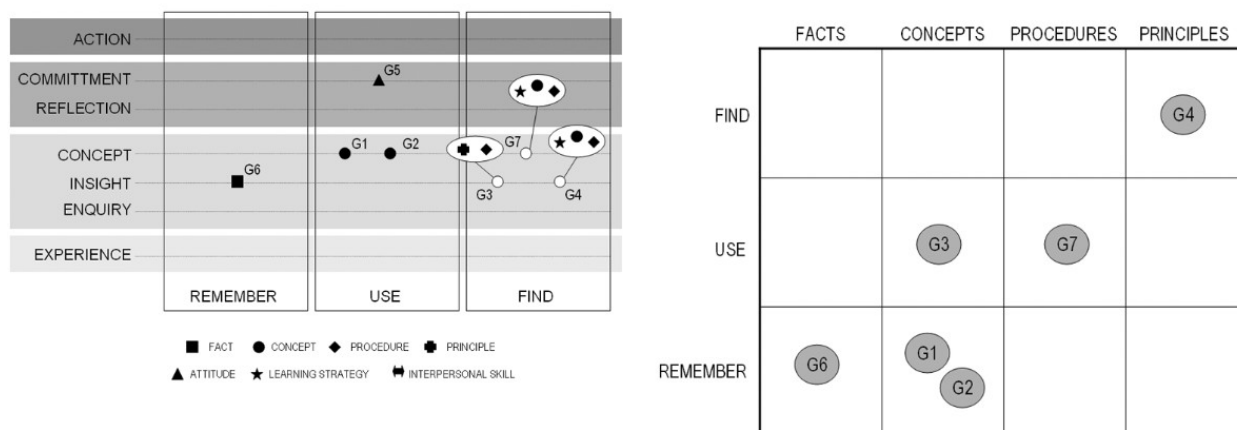 ACTION
COMMITTMENT
REFLECTION
CONCEPT
INSIGHT
ENQUIRY
EXPERIENCE
G5
G1
G2
G7
G6
G3
G4
REMEMBER
USE
FIND
FACT CONCEPT PROCEDURE PRINCIPLE
ATTITUDE LEARNING STRATEGY INTERPERSONAL SKILL
FACTS CONCEPTS PROCEDURES PRINCIPLES
FIND
G4
USE
G3
G7
REMEMBER
G6
G1
G2